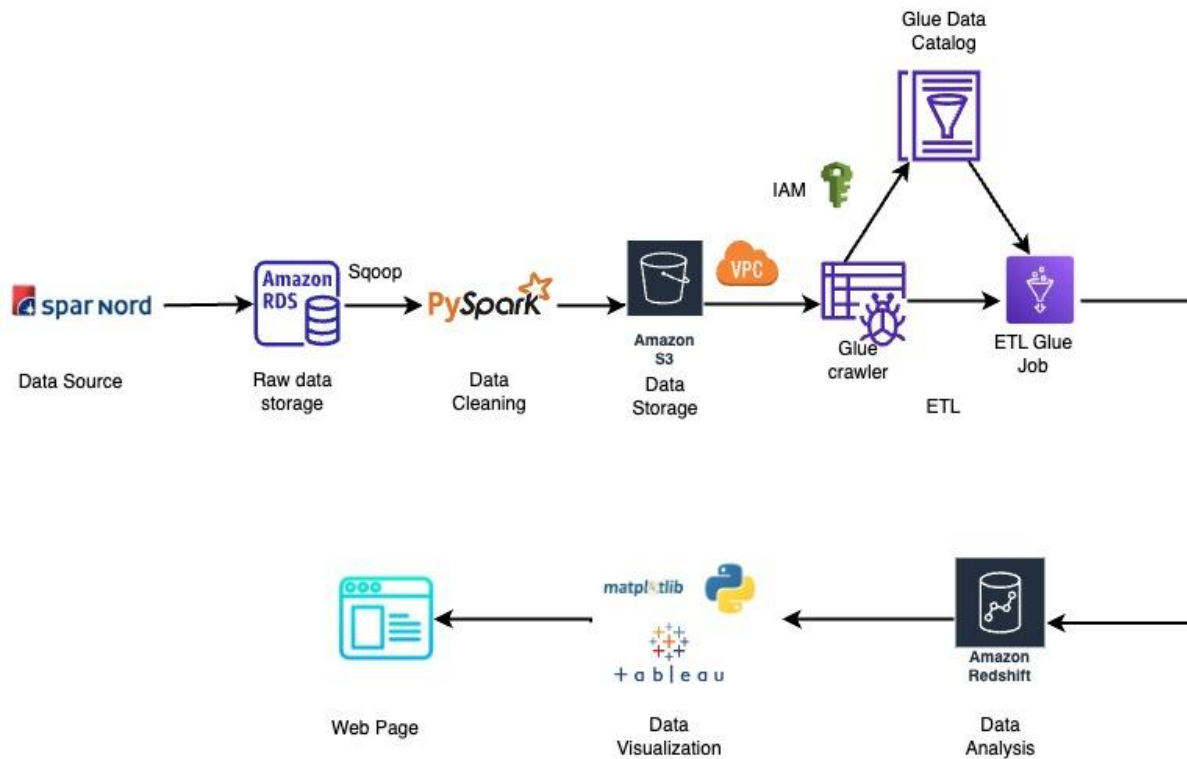 Glue Data
Catalog
IAM
Sqoop
VPC
spar nord
Amazon
RDS
PySpark
Amazon
S3
Glue
crawler
ETL Glue
Job
Data Source
Raw data
storage
Data
Cleaning
Data
Storage
ETL
matplotlib
+ a b | e a u
Amazon
Redshift
Web Page
Data
Visualization
Data
Analysis